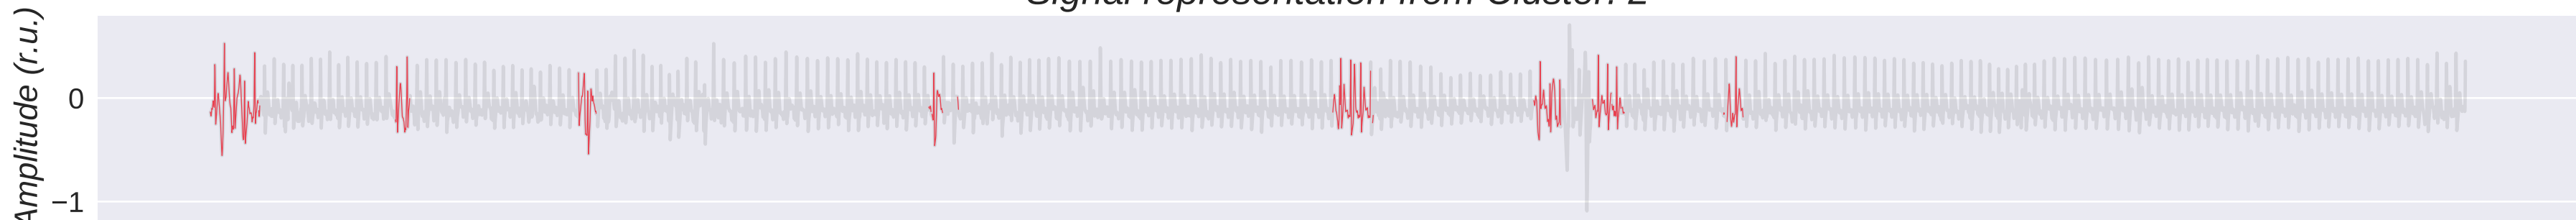 Signal representation from Cluster: 2
Amplitude (r.u.)
0
−1